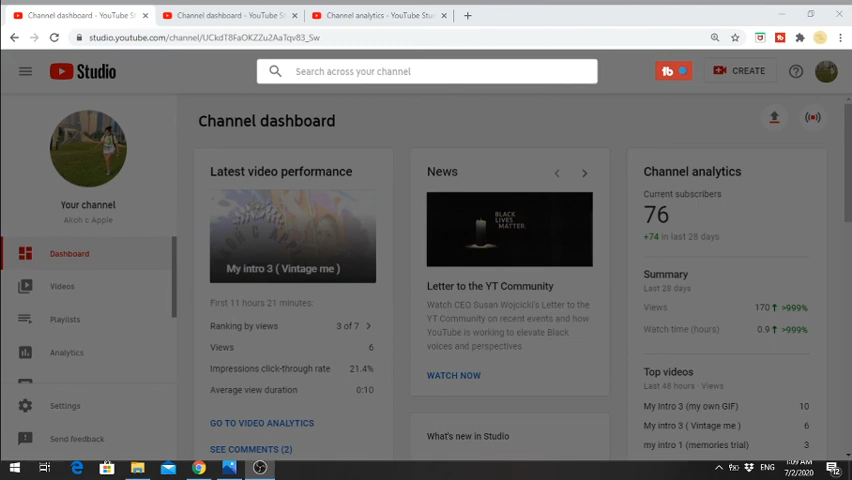 Channel dashboard - YouTube St
Channel dashboard - YouTube St
Channel analytics - YouTube Stu
studio.youtube.com/channel/UCkdT8FaOKZZu2AaTqv83_Sw
Studio
Search across your channel
CREATE
Channel dashboard
Your channel
Akoh c Apple
Dashboard
Videos
Playlists
Analytics
Settings
Send feedback
Latest video performance
My intro 3 ( Vintage me )
First 11 hours 21 minutes:
Ranking by views 3 of 7
Views 6
Impressions click-through rate 21.4%
Average view duration 0:10
GO TO VIDEO ANALYTICS
SEE COMMENTS (2)
News
BLACK
LIVES
MATTER.
Letter to the YT Community
Watch CEO Susan Wojcicki's Letter to the
YT Community on recent events and how
YouTube is working to elevate Black
voices and perspectives.
WATCH NOW
What's new in Studio
Channel analytics
Current subscribers
76
+74 in last 28 days
Summary
Last 28 days
Views 170 >999%
Watch time (hours) 0.9 >999%
Top videos
Last 48 hours · Views
My Intro 3 (my own GIF) 10
My intro 3 ( Vintage me ) 6
my intro 1 (memories trial) 3
ENG
1:09 AM
7/2/2020
12